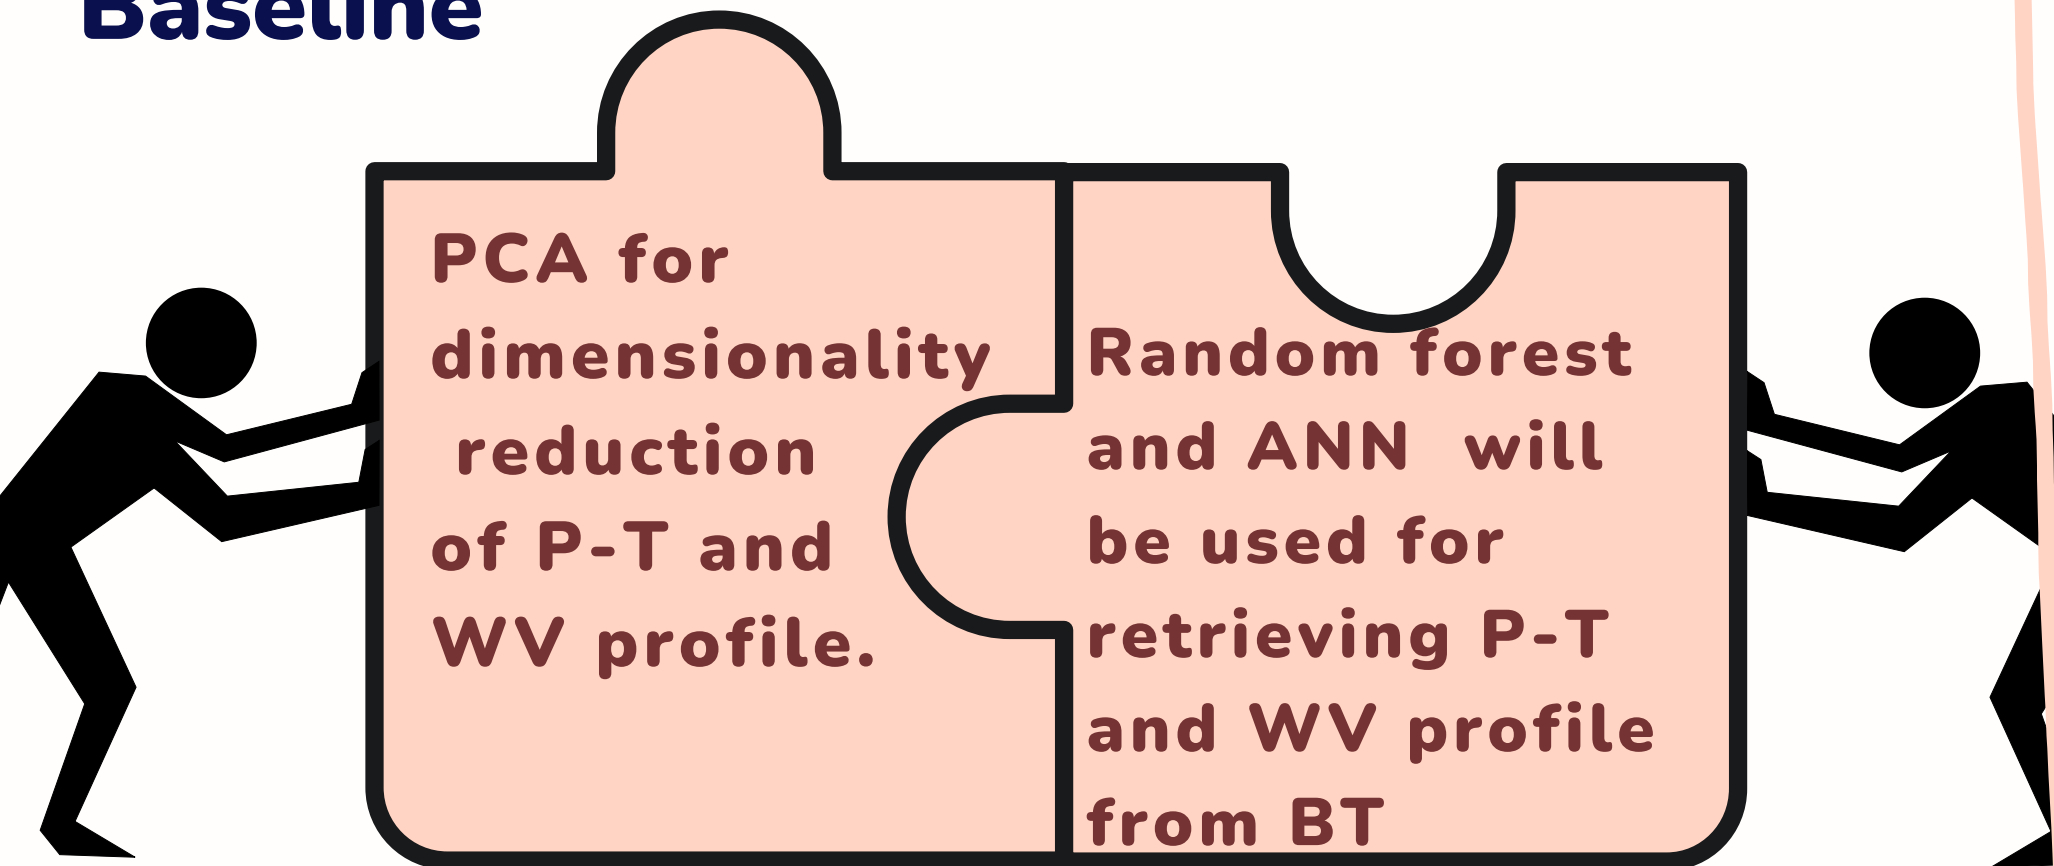 Baseline
PCA for
dimensionality
reduction
of P-T and
WV profile.
Random forest
and ANN will
be used for
retrieving P-T
and WV profile
from BT